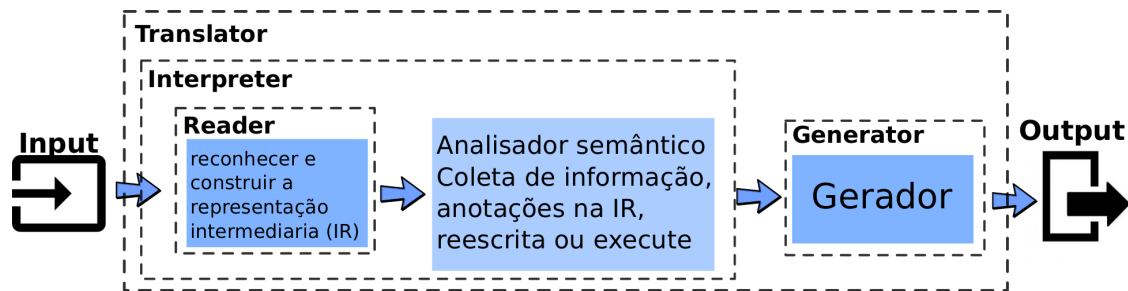 Translator
Interpreter
Input
Reader
reconhecer e
construir a
representação
intermediaria (IR)
Analisador semântico
Coleta de informação,
anotações na IR,
reescrita ou execute
Generator
Gerador
Output